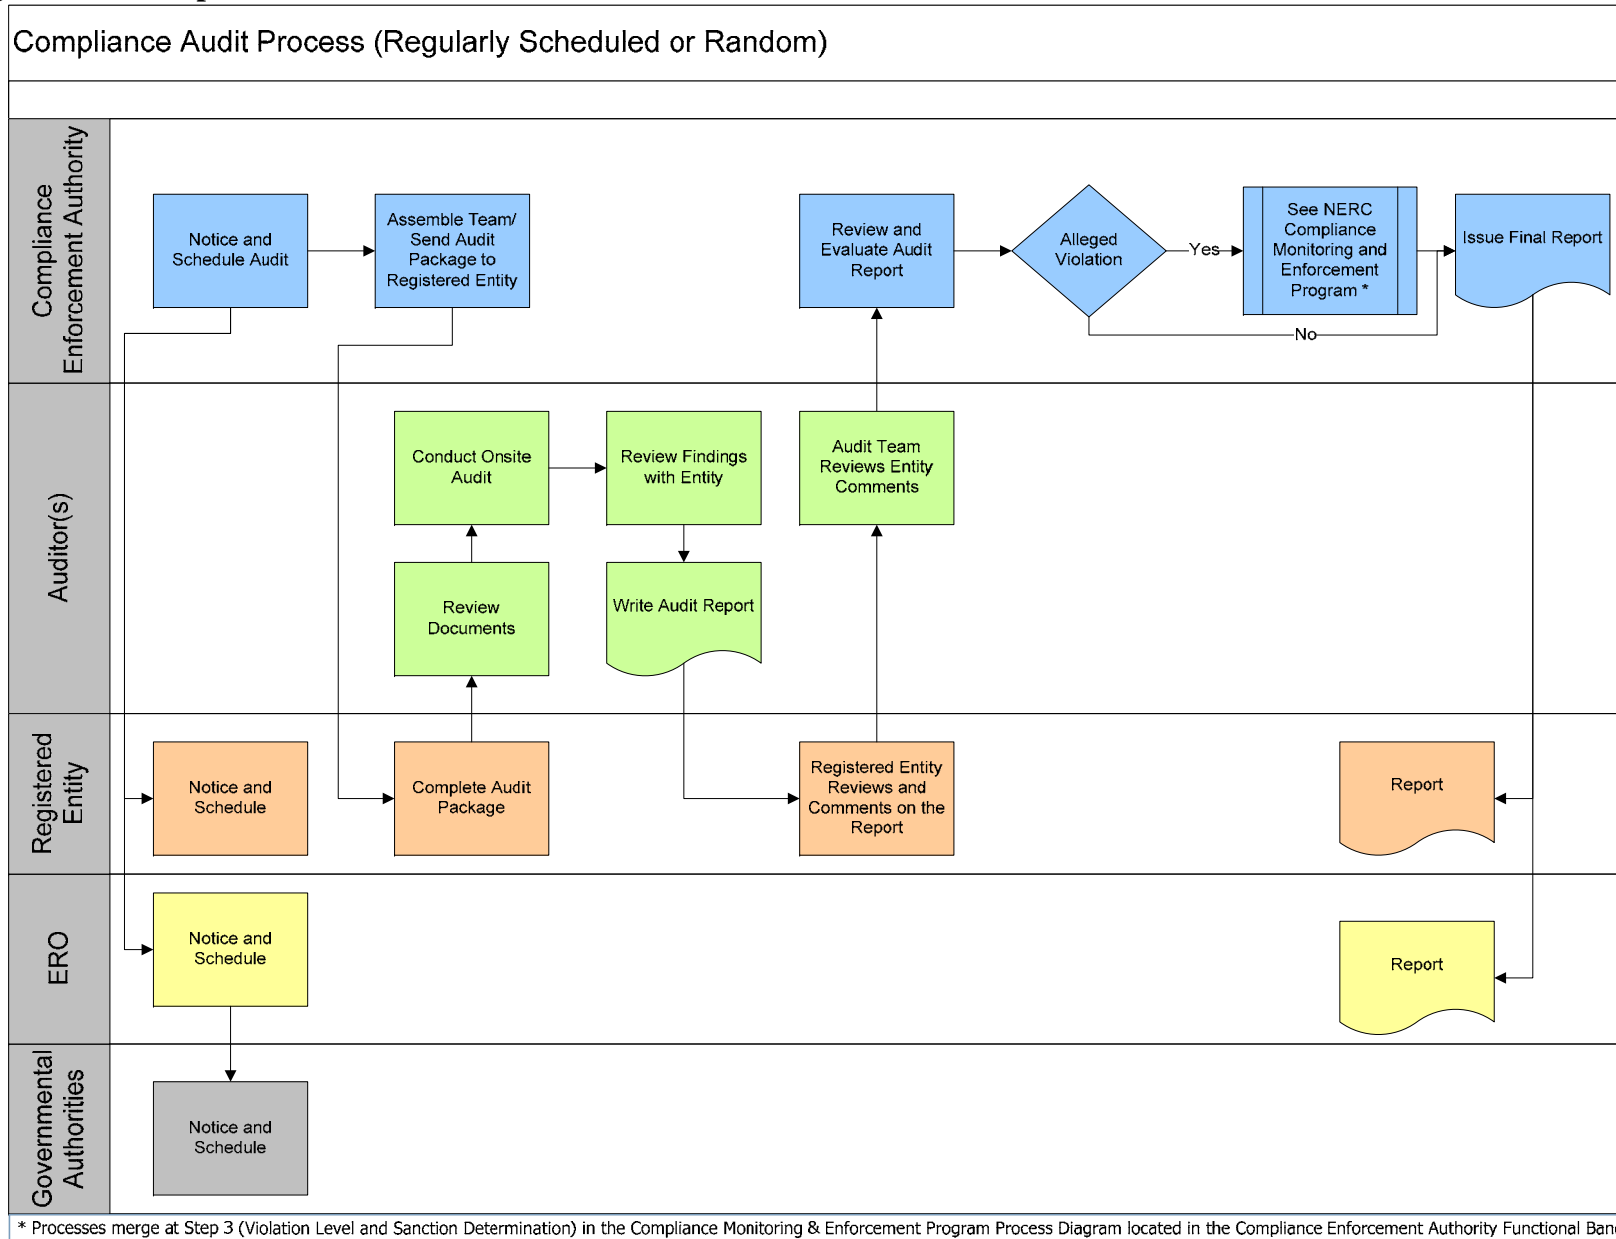 Compliance Audit Process (Regularly Scheduled or Random)
Compliance
Enforcement Authority
Notice and
Schedule Audit
Assemble Team/
Send Audit
Package to
Registered Entity
Review and
Evaluate Audit
Report
Alleged
Violation
Yes
No
See NERC
Compliance
Monitoring and
Enforcement
Program *
Issue Final Report
Auditor(s)
Conduct Onsite
Audit
Review Findings
with Entity
Audit Team
Reviews Entity
Comments
Review
Documents
Write Audit Report
Registered
Entity
Notice and
Schedule
Complete Audit
Package
Registered Entity
Reviews and
Comments on the
Report
Report
ERO
Notice and
Schedule
Report
Governmental
Authorities
Notice and
Schedule
* Processes merge at Step 3 (Violation Level and Sanction Determination) in the Compliance Monitoring & Enforcement Program Process Diagram located in the Compliance Enforcement Authority Functional Band